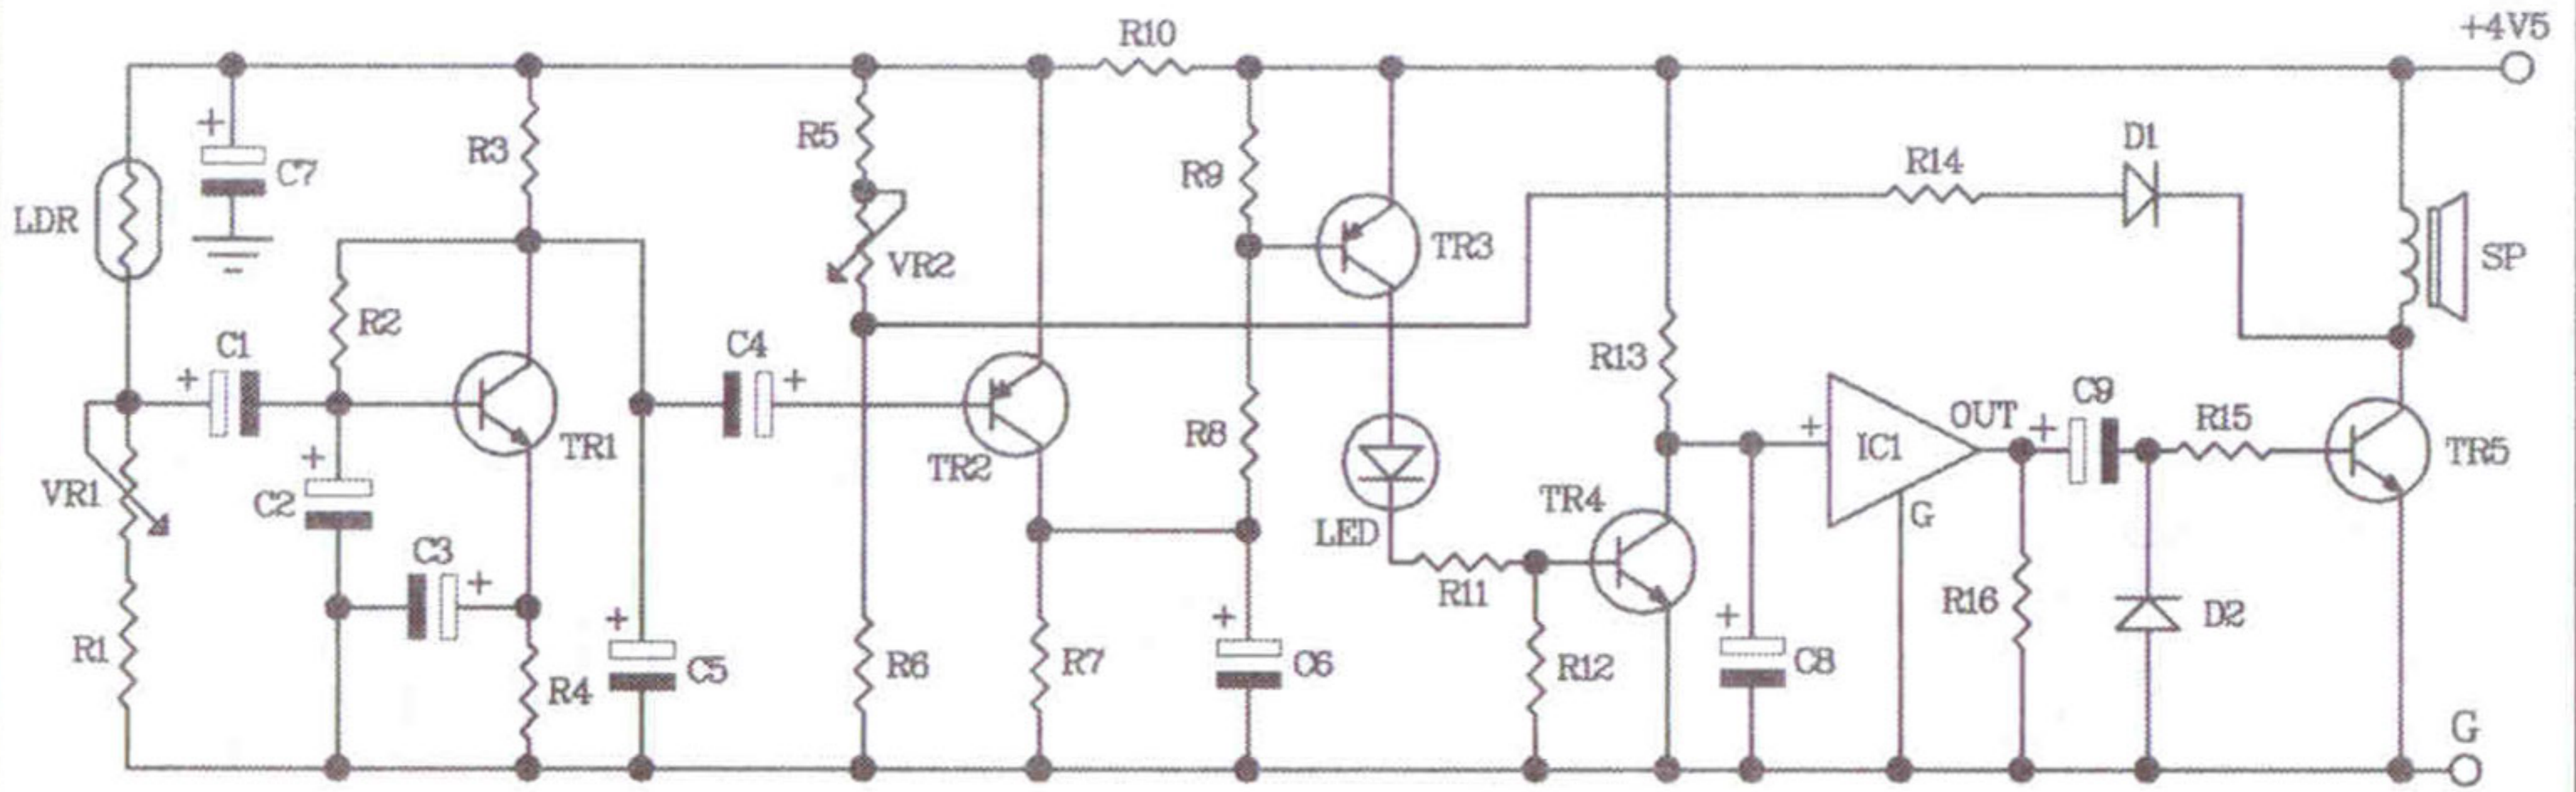 R10
+4V5
+
C7
R3
R5
R9
R14
D1
LDR
VR2
TR3
SP
R2
C1
+
C4
+
R13
R8
+
IC1
OUT
+
C9
R15
TR5
TR1
TR2
VR1
+
C2
LED
TR4
G
C3
+
R11
R16
D2
R1
R4
+
C5
R6
R7
+
C6
R12
+
C8
G